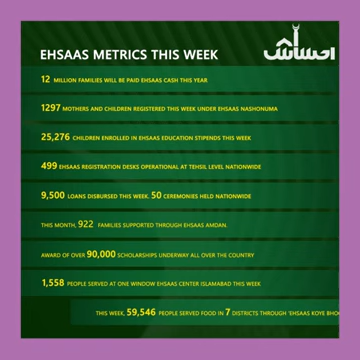 احساس
EHSAAS METRICS THIS WEEK
12 MILLION FAMILIES WILL BE PAID EHSAAS CASH THIS YEAR
1297 MOTHERS AND CHILDREN REGISTERED THIS WEEK UNDER EHSAAS NASHONUMA
25,276 CHILDREN ENROLLED IN EHSAAS EDUCATION STIPENDS THIS WEEK
499 EHSAAS REGISTRATION DESKS OPERATIONAL AT TEHSIL LEVEL NATIONWIDE
9,500 LOANS DISBURSED THIS WEEK. 50 CEREMONIES HELD NATIONWIDE
THIS MONTH, 922 FAMILIES SUPPORTED THROUGH EHSAAS AMDAN.
AWARD OF OVER 90,000 SCHOLARSHIPS UNDERWAY ALL OVER THE COUNTRY
1,558 PEOPLE SERVED AT ONE WINDOW EHSAAS CENTER ISLAMABAD THIS WEEK
THIS WEEK, 59,546 PEOPLE SERVED FOOD IN 7 DISTRICTS THROUGH 'EHSAAS KOYE